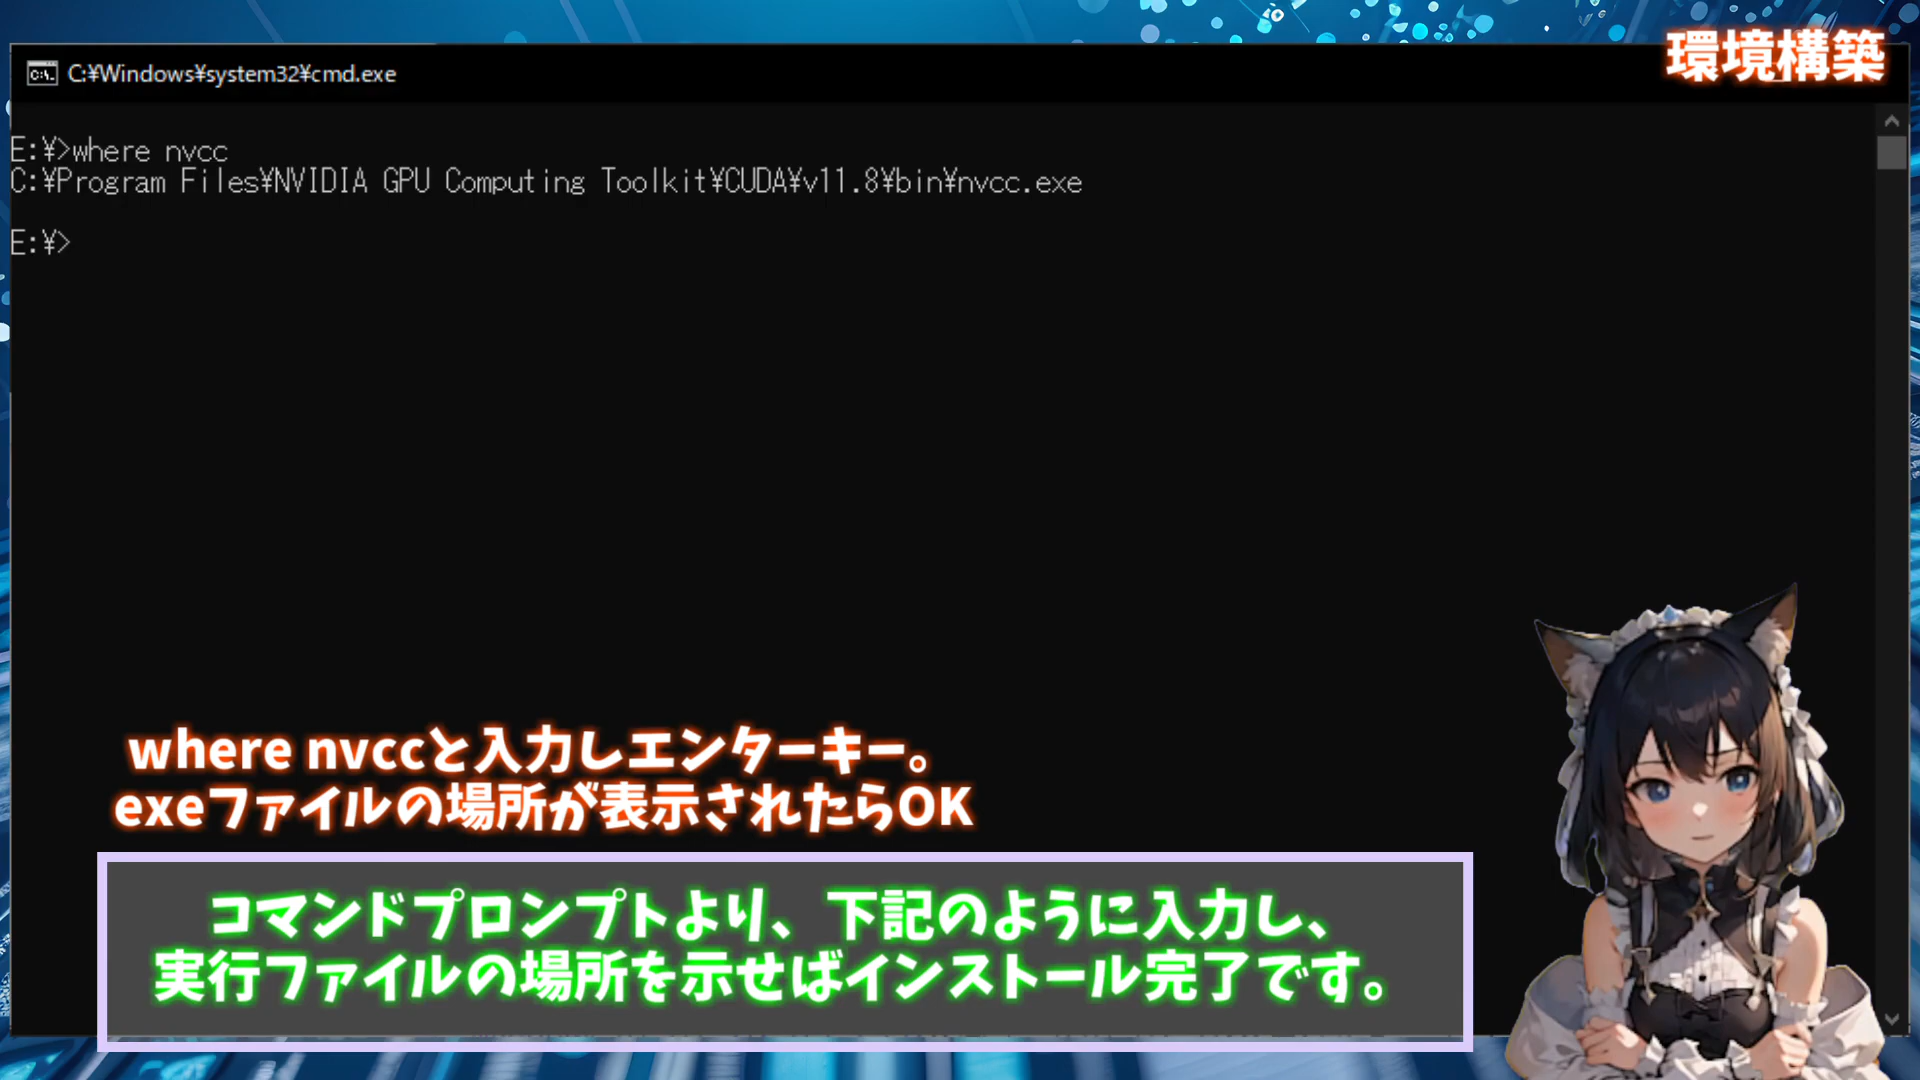 環境構築
C:¥Windows¥system32¥cmd.exe
E:¥>where nvcc
C:¥Program Files¥NVIDIA GPU Computing Toolkit¥CUDA¥v11.8¥bin¥nvcc.exe
E:¥>
where nvccと入力しエンターキー。
exeファイルの場所が表示されたらOK
コマンドプロンプトより、下記のように入力し、
実行ファイルの場所を示せばインストール完了です。